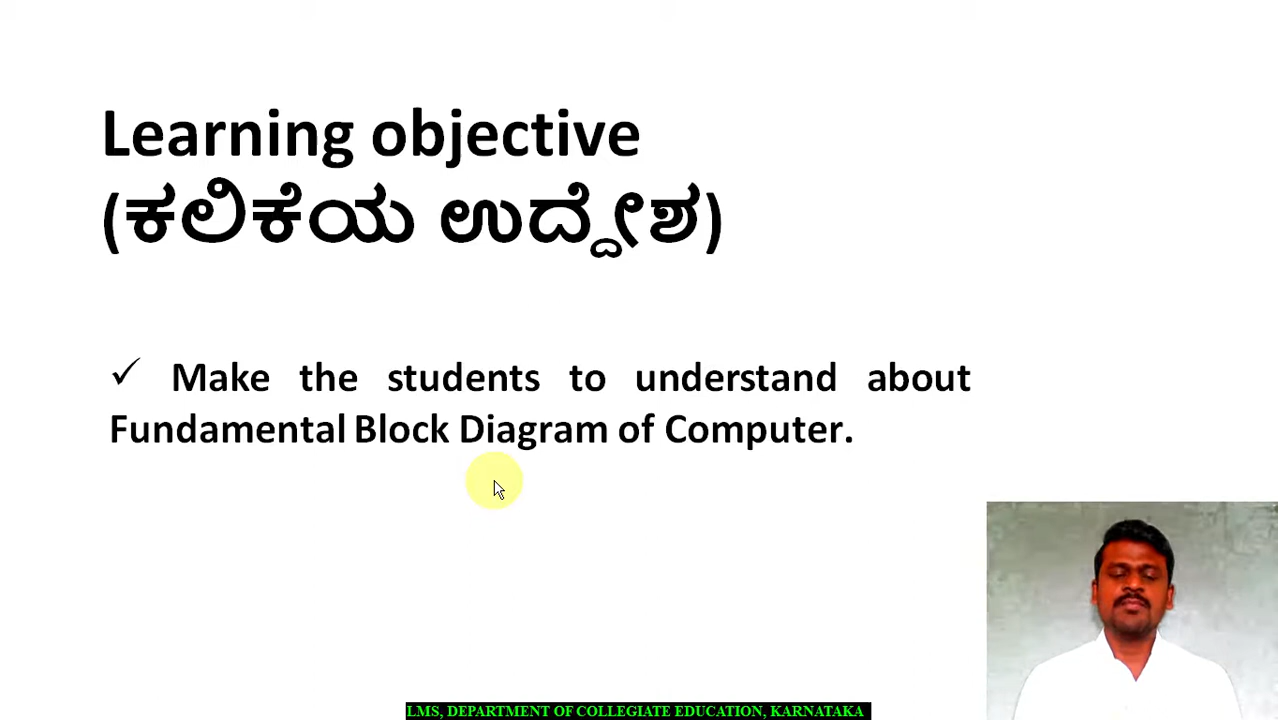 Learning objective
(ಕಲಿಕೆಯ ಉದ್ದೇಶ)
✓ Make the students to understand about
Fundamental Block Diagram of Computer.
LMS, DEPARTMENT OF COLLEGIATE EDUCATION, KARNATAKA